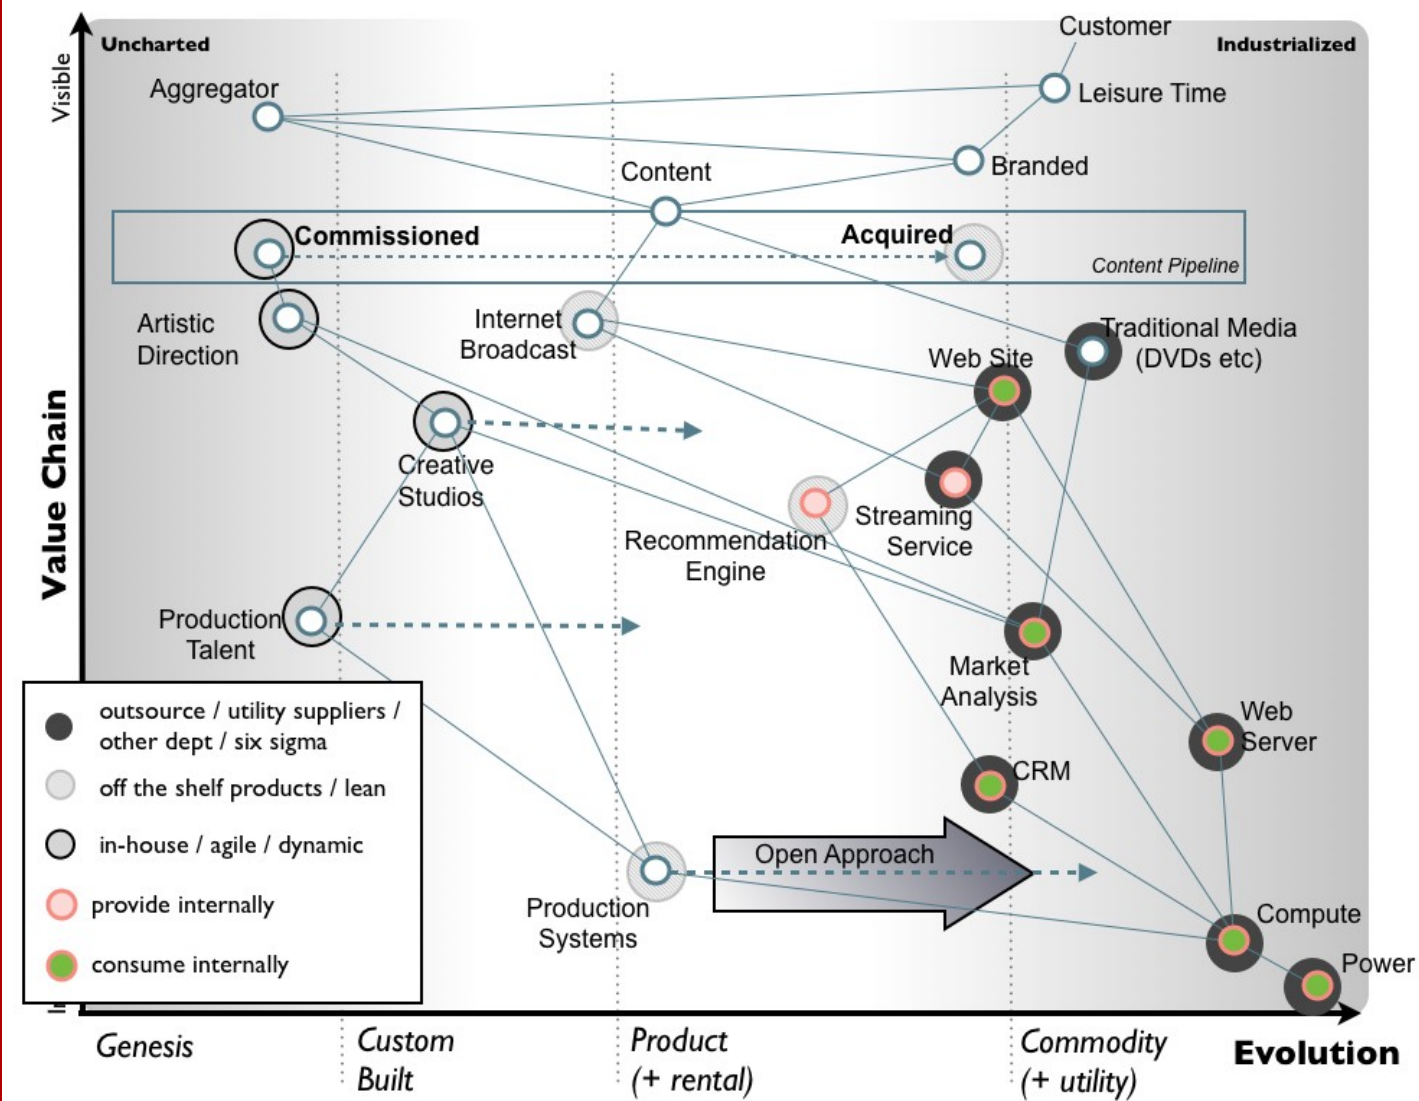 Customer
Uncharted
Industrialized
Visible
Aggregator
Leisure Time
Branded
Content
Commissioned
Acquired
Content Pipeline
Artistic
Direction
Internet
Broadcast
Traditional Media
(DVDs etc)
Web Site
Creative
Studios
Streaming
Service
Recommendation
Engine
Value Chain
Production
Talent
Market
Analysis
Web
Server
CRM
outsource / utility suppliers /
other dept / six sigma
off the shelf products / lean
in-house / agile / dynamic
provide internally
consume internally
Open Approach
Production
Systems
Compute
Power
Genesis
Custom
Built
Product
(+ rental)
Commodity
(+ utility)
Evolution